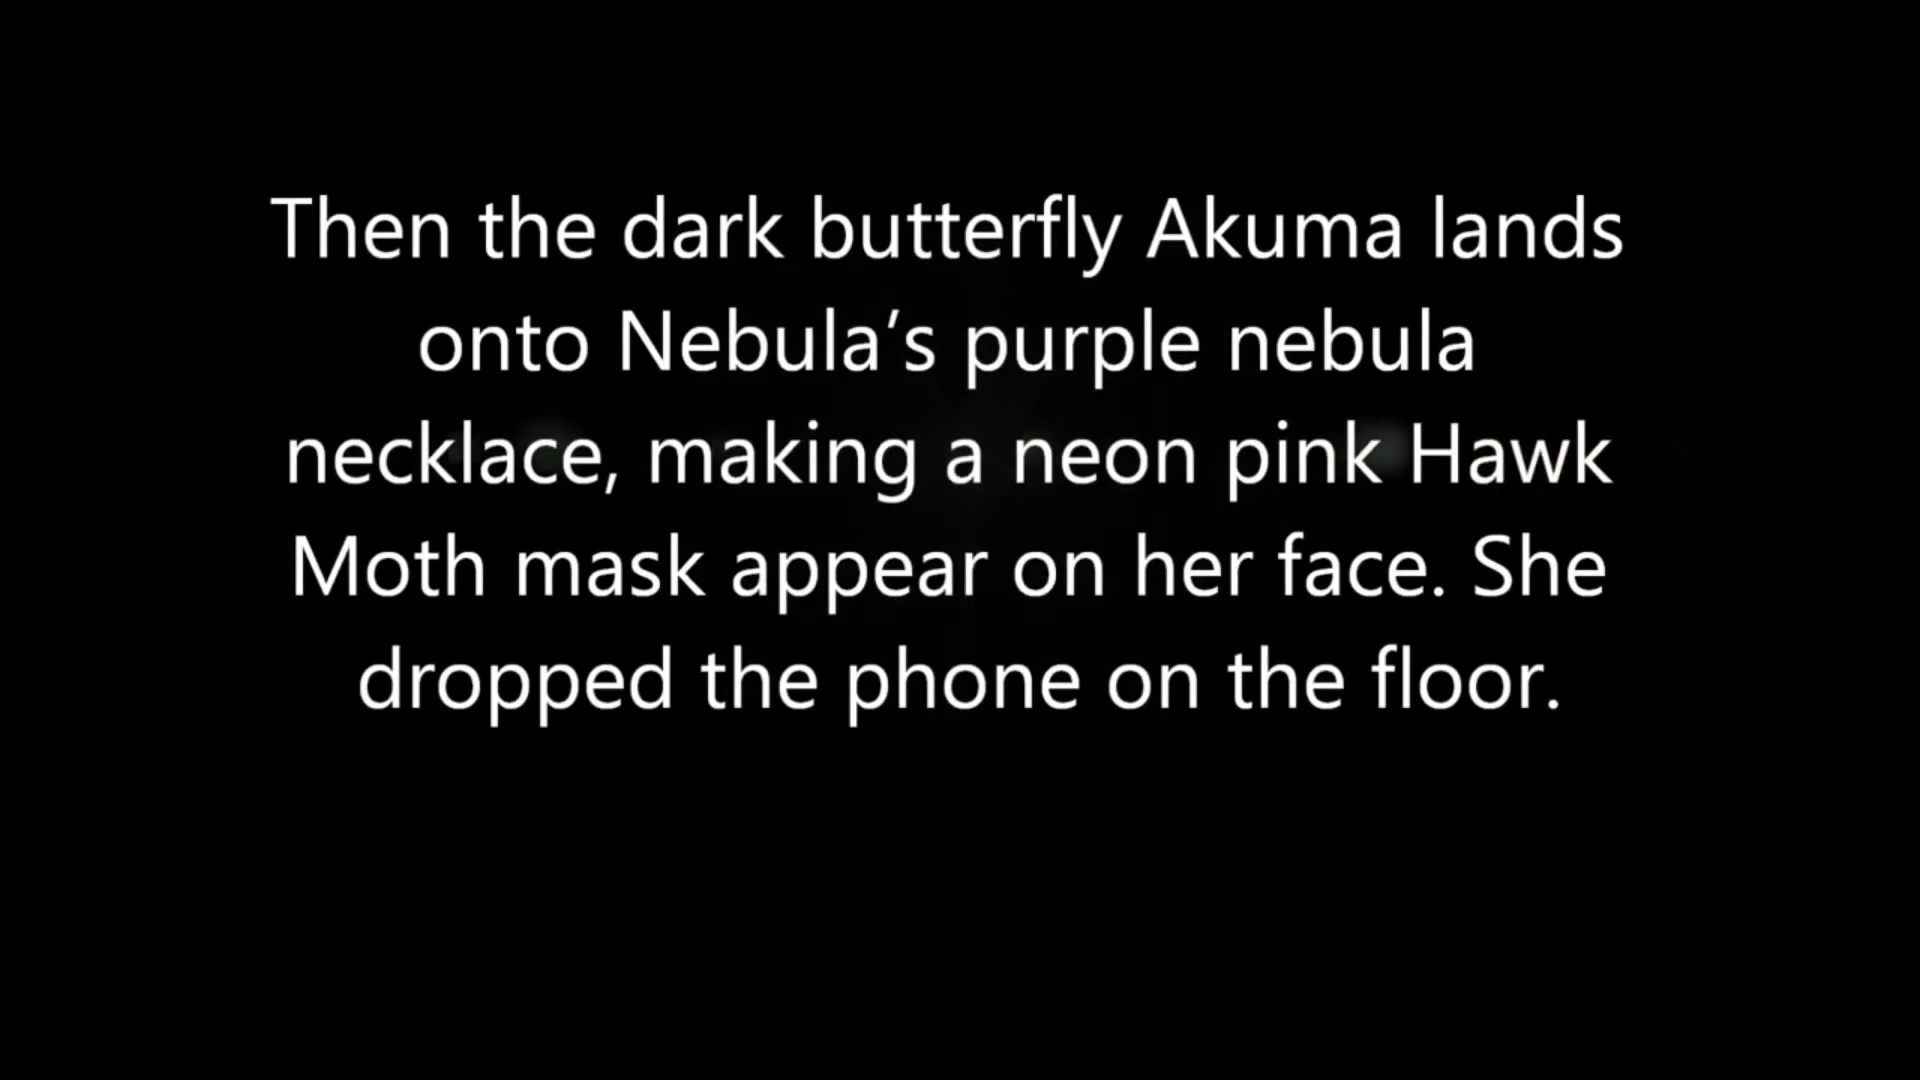 Then the dark butterfly Akuma lands
onto Nebula’s purple nebula
necklace, making a neon pink Hawk
Moth mask appear on her face. She
dropped the phone on the floor.